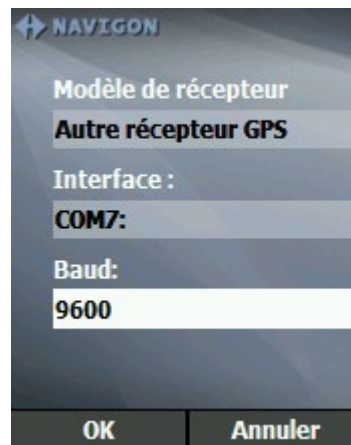 NAVIGON
Modèle de récepteur
Autre récepteur GPS
Interface :
COM7:
Baud:
9600
OK Annuler